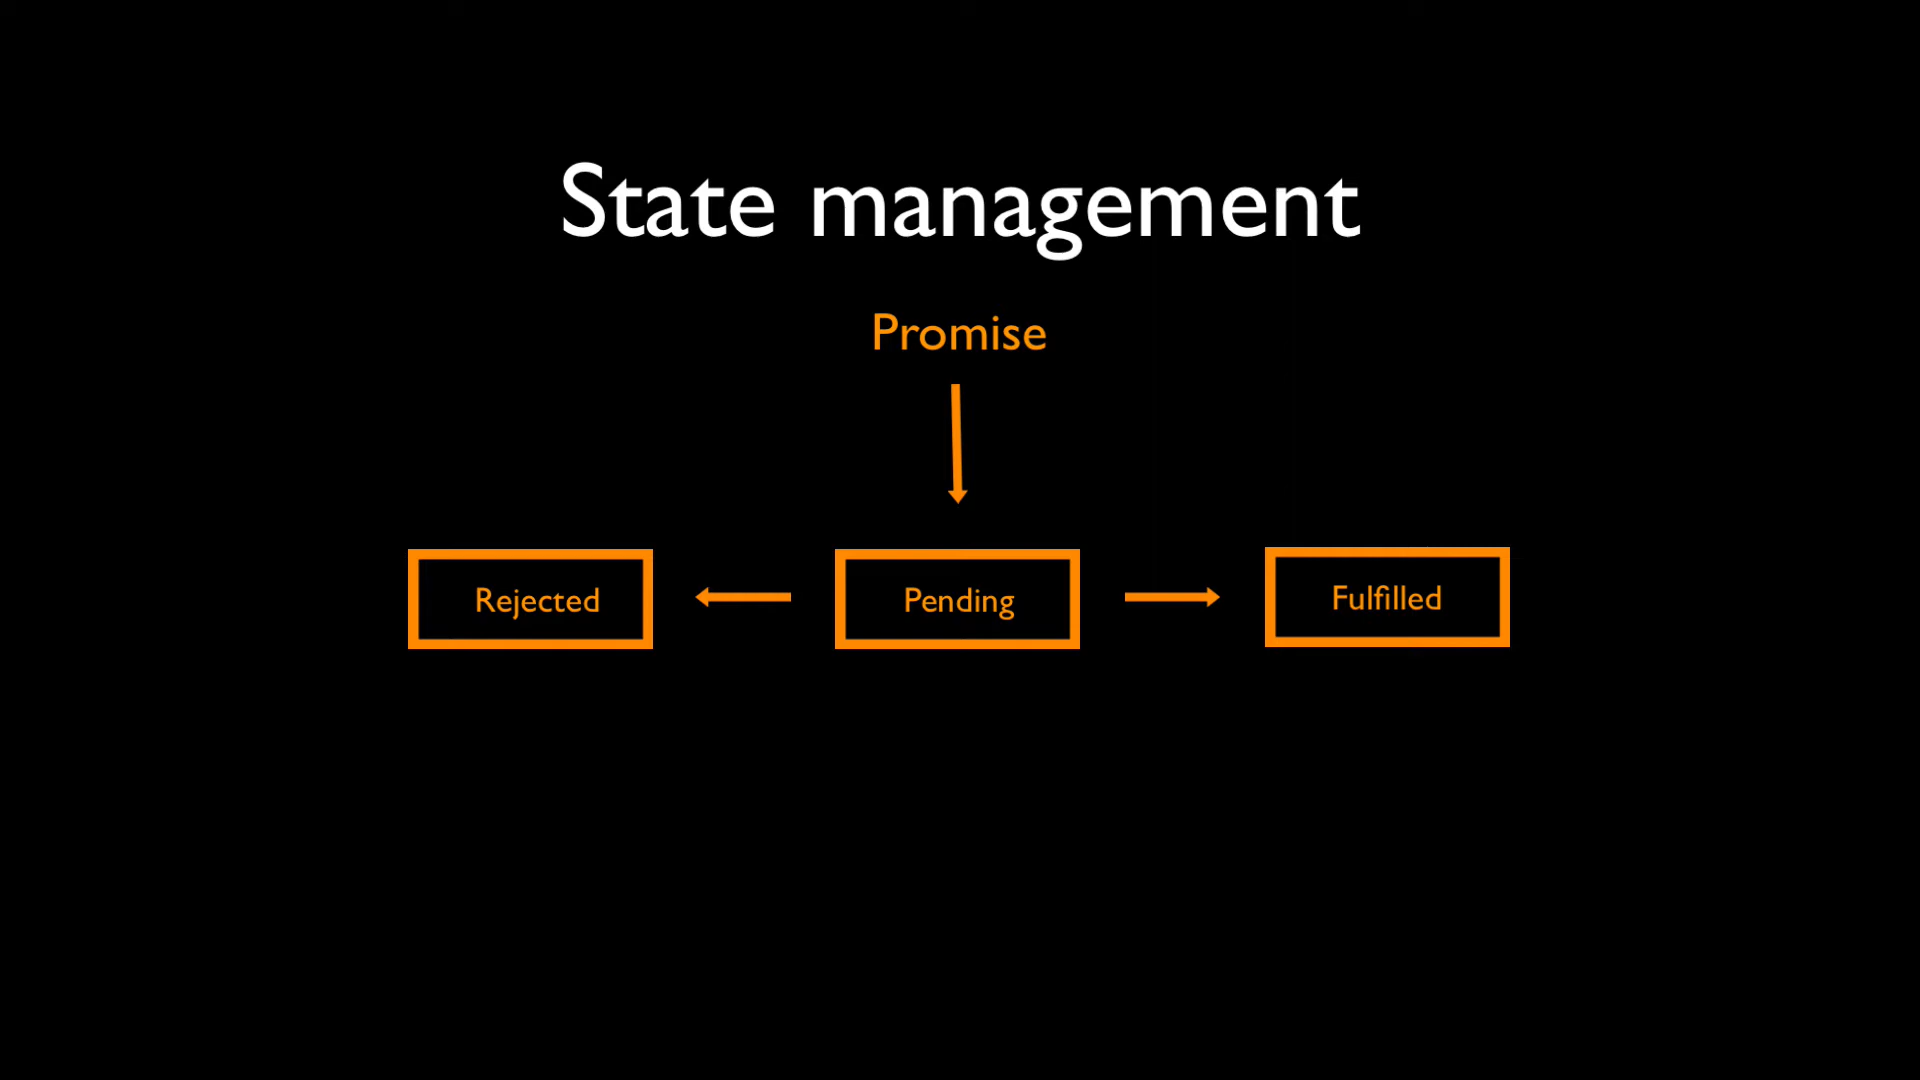 State management
Promise
Rejected
Pending
Fulfilled